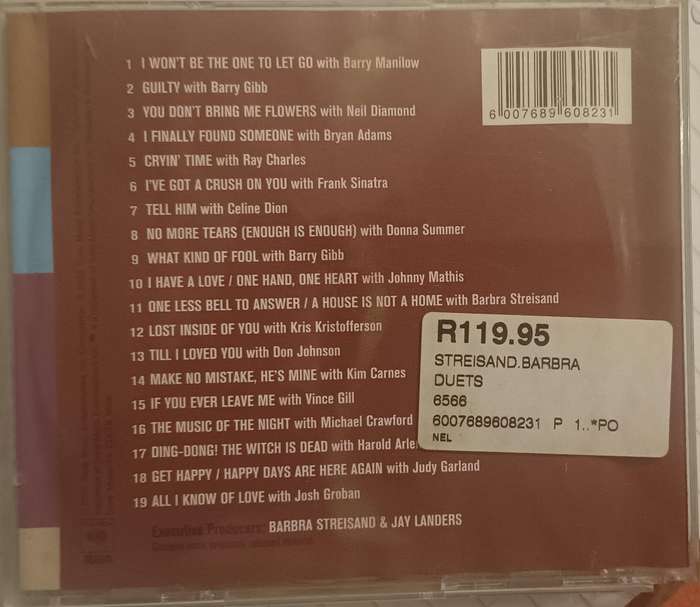 1 I WON'T BE THE ONE TO LET GO with Barry Manilow
2 GUILTY with Barry Gibb
3 YOU DON'T BRING ME FLOWERS with Neil Diamond
4 I FINALLY FOUND SOMEONE with Bryan Adams
5 CRYIN' TIME with Ray Charles
6 I'VE GOT A CRUSH ON YOU with Frank Sinatra
7 TELL HIM with Celine Dion
8 NO MORE TEARS (ENOUGH IS ENOUGH) with Donna Summer
9 WHAT KIND OF FOOL with Barry Gibb
10 I HAVE A LOVE / ONE HAND, ONE HEART with Johnny Mathis
11 ONE LESS BELL TO ANSWER / A HOUSE IS NOT A HOME with Barbra Streisand
12 LOST INSIDE OF YOU with Kris Kristofferson
13 TILL I LOVED YOU with Don Johnson
14 MAKE NO MISTAKE, HE'S MINE with Kim Carnes
15 IF YOU EVER LEAVE ME with Vince Gill
16 THE MUSIC OF THE NIGHT with Michael Crawford
17 DING-DONG! THE WITCH IS DEAD with Harold Arle
18 GET HAPPY / HAPPY DAYS ARE HERE AGAIN with Judy Garland
19 ALL I KNOW OF LOVE with Josh Groban
Executive Producers: BARBRA STREISAND & JAY LANDERS
6 007689 608231
R119.95
STREISAND.BARBRA
DUETS
6566
6007689608231 P 1..*PO
NEL